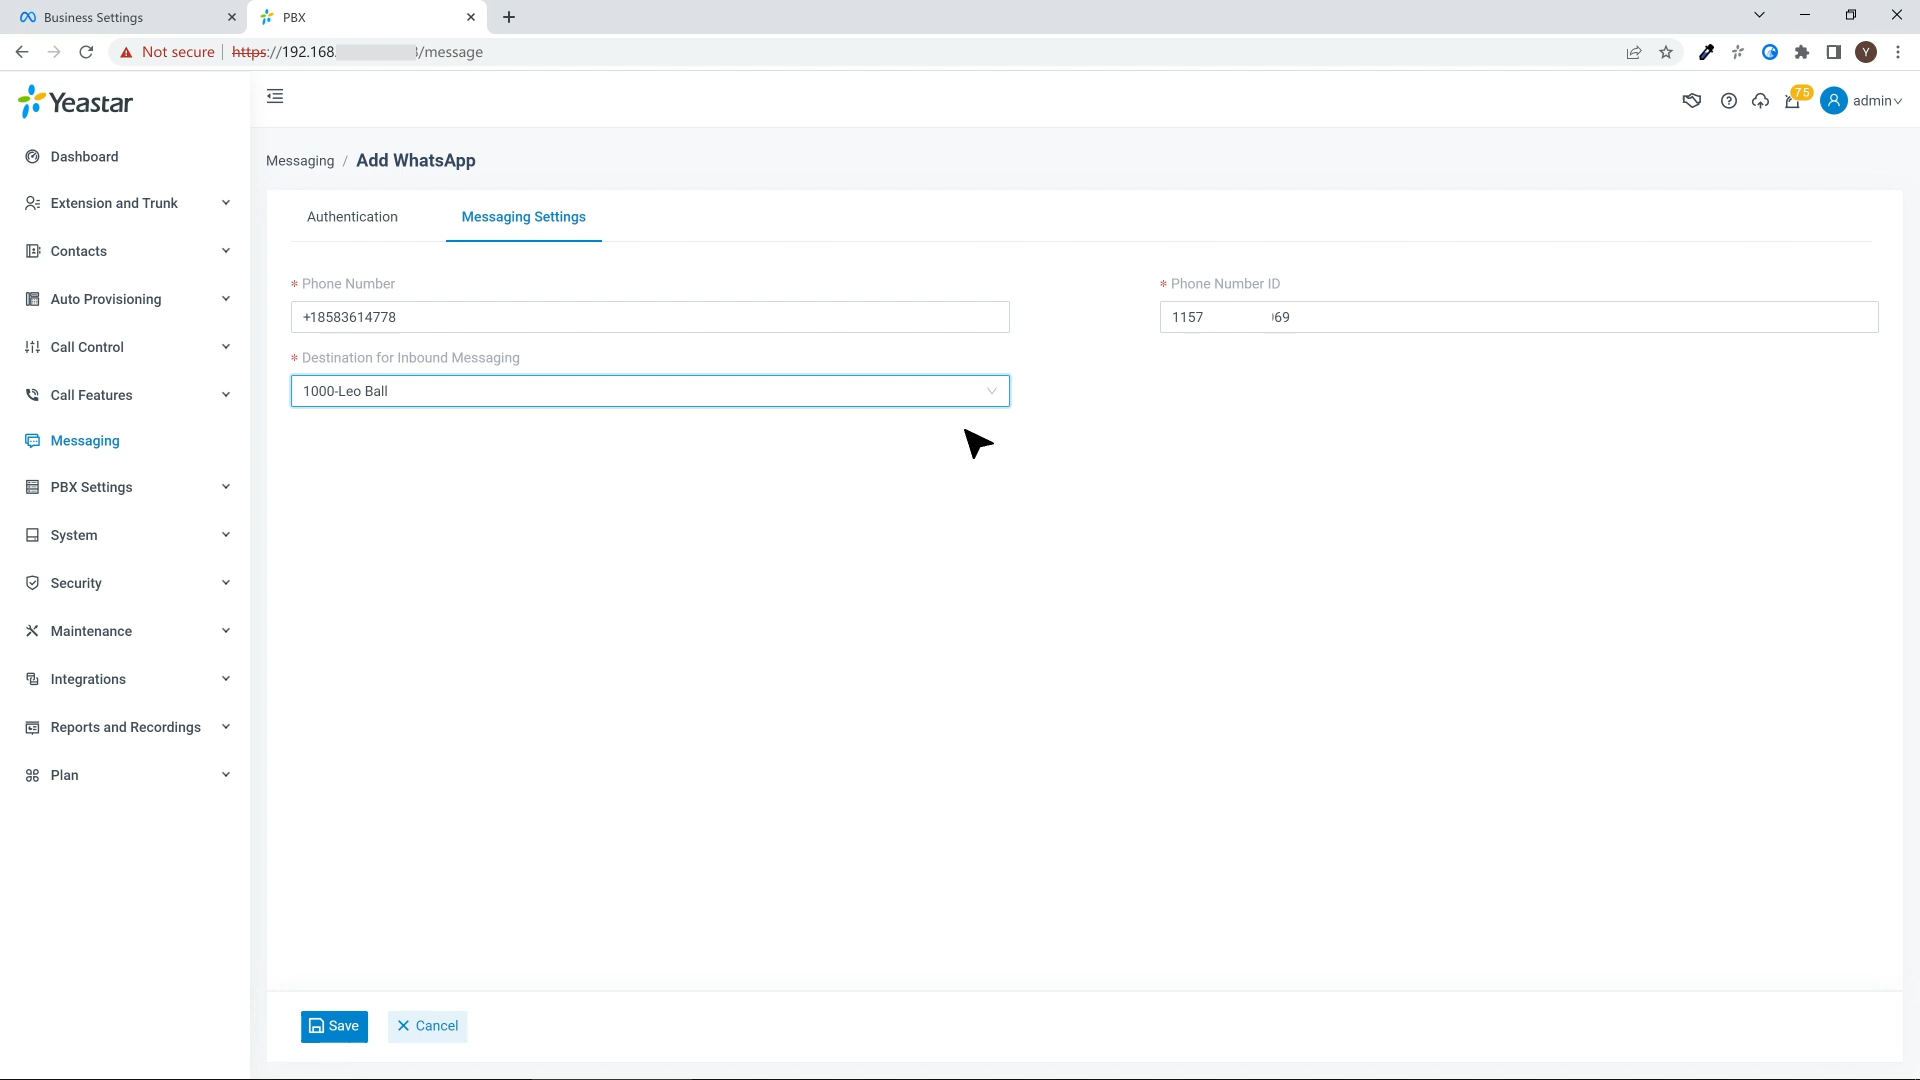 Business Settings
PBX
Not secure
https://192.168. /message
Yeastar
75
admin
Dashboard
Extension and Trunk
Contacts
Auto Provisioning
Call Control
Call Features
Messaging
PBX Settings
System
Security
Maintenance
Integrations
Reports and Recordings
Plan
Messaging / Add WhatsApp
Authentication
Messaging Settings
* Phone Number
+18583614778
* Phone Number ID
1157 69
* Destination for Inbound Messaging
1000-Leo Ball
Save
Cancel
Y